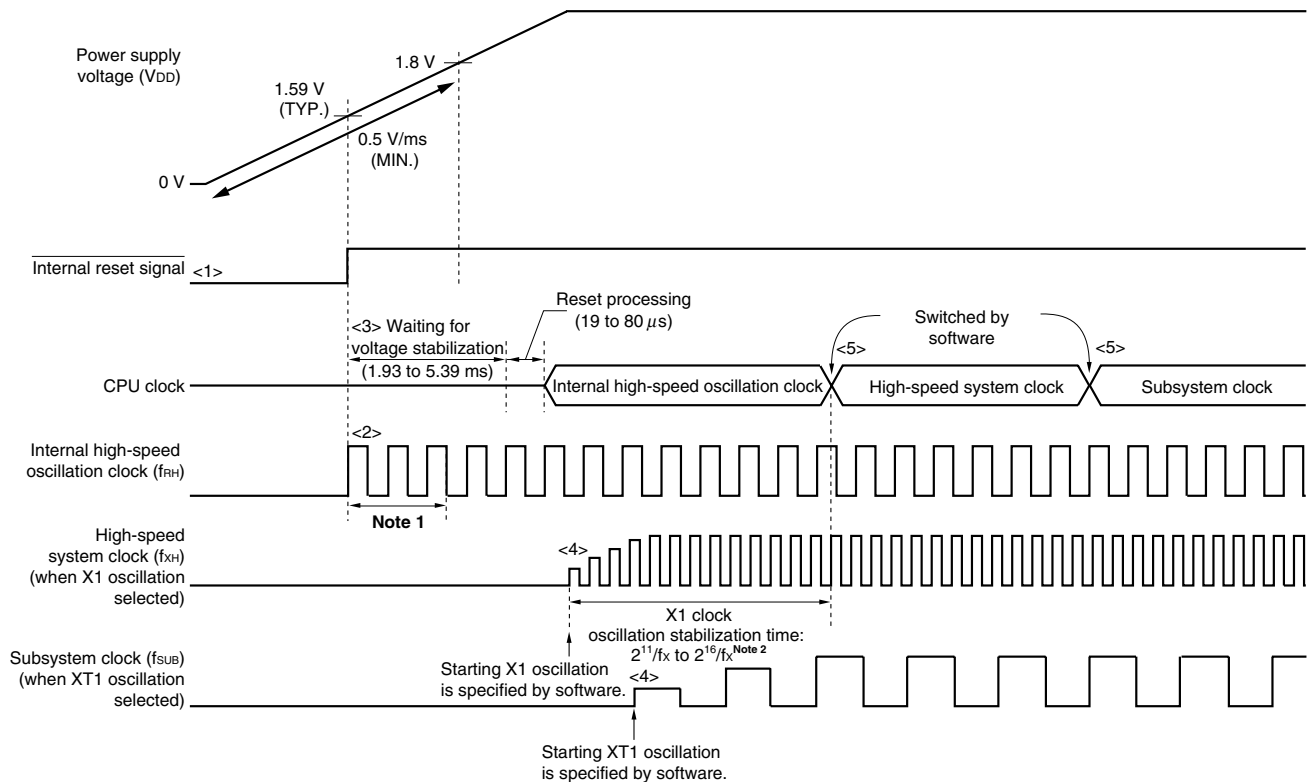 Power supply
voltage (VDD)
1.8 V
1.59 V
(TYP.)
0.5 V/ms
(MIN.)
0 V
Internal reset signal
<1>
Reset processing
(19 to 80 μs)
<3> Waiting for
voltage stabilization
(1.93 to 5.39 ms)
Switched by
software
<5>
<5>
CPU clock
Internal high-speed oscillation clock
High-speed system clock
Subsystem clock
<2>
Internal high-speed
oscillation clock (fRH)
Note 1
High-speed
system clock (fXH)
(when X1 oscillation
selected)
<4>
X1 clock
oscillation stabilization time:
2¹¹/fX to 2¹⁶/fX Note 2
Starting X1 oscillation
is specified by software.
Subsystem clock (fSUB)
(when XT1 oscillation
selected)
<4>
Starting XT1 oscillation
is specified by software.